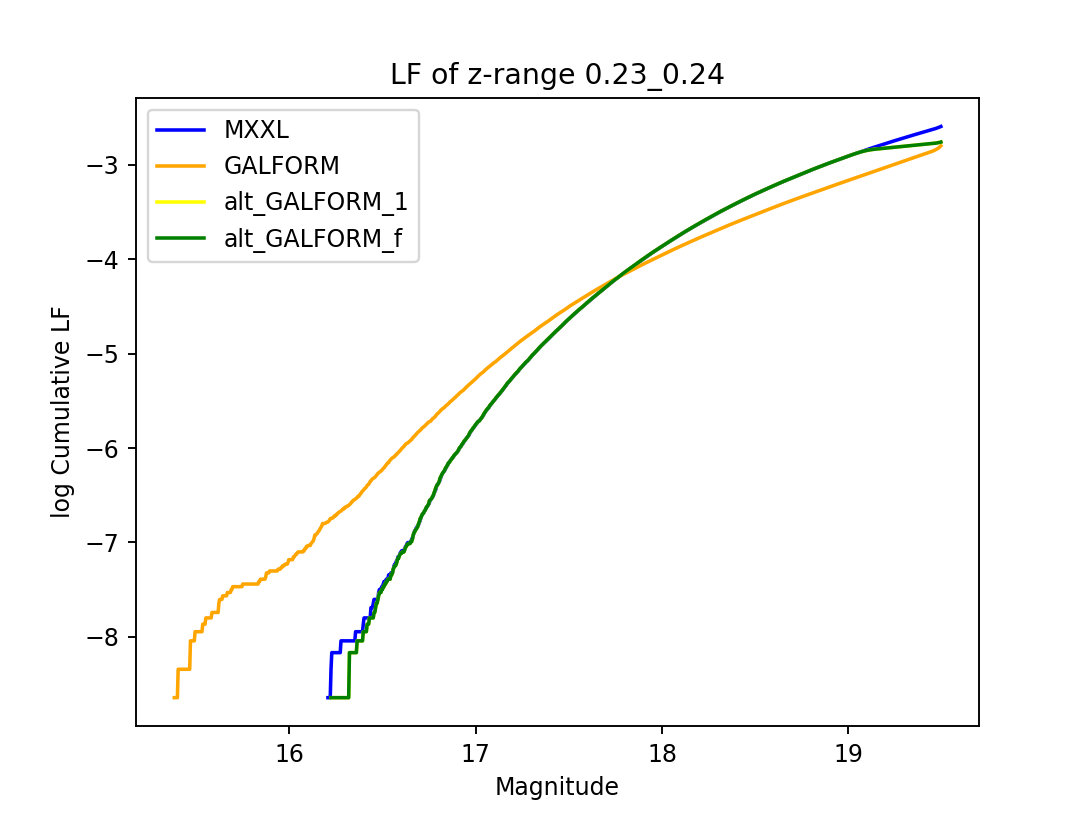 LF of z-range 0.23_0.24
MXXL
GALFORM
alt_GALFORM_1
alt_GALFORM_f
log Cumulative LF
−3
−4
−5
−6
−7
−8
16
17
18
19
Magnitude